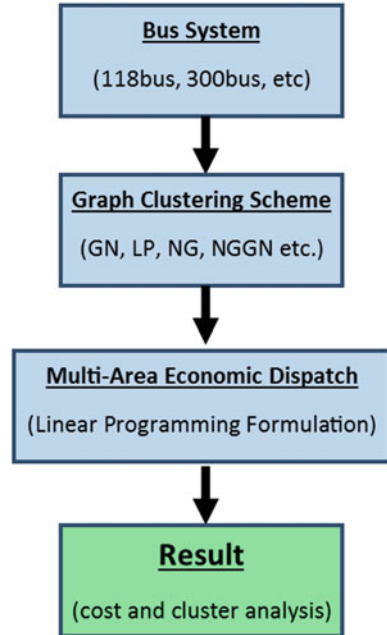 Bus System
(118bus, 300bus, etc)
Graph Clustering Scheme
(GN, LP, NG, NGGN etc.)
Multi-Area Economic Dispatch
(Linear Programming Formulation)
Result
(cost and cluster analysis)